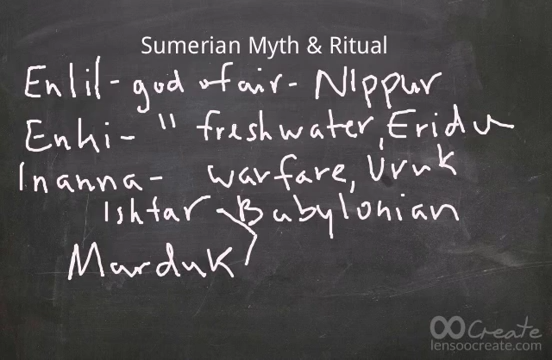 Sumerian Myth & Ritual
Enlil - god of air - Nippur
Enki - " freshwater, Eridu
Inanna - warfare, Uruk
Ishtar - Babylonian
Marduk
Create
lensoocreate.com